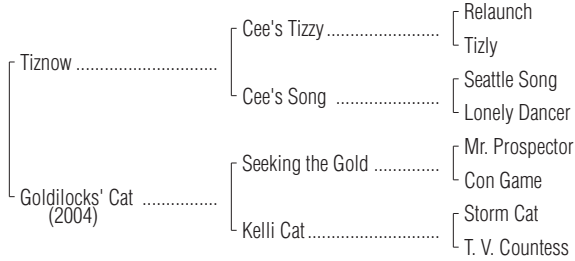 Relaunch
Cee's Tizzy
Tizly
Tiznow
Seattle Song
Cee's Song
Lonely Dancer
Mr. Prospector
Seeking the Gold
Con Game
Goldilocks' Cat
(2004)
Storm Cat
Kelli Cat
T. V. Countess